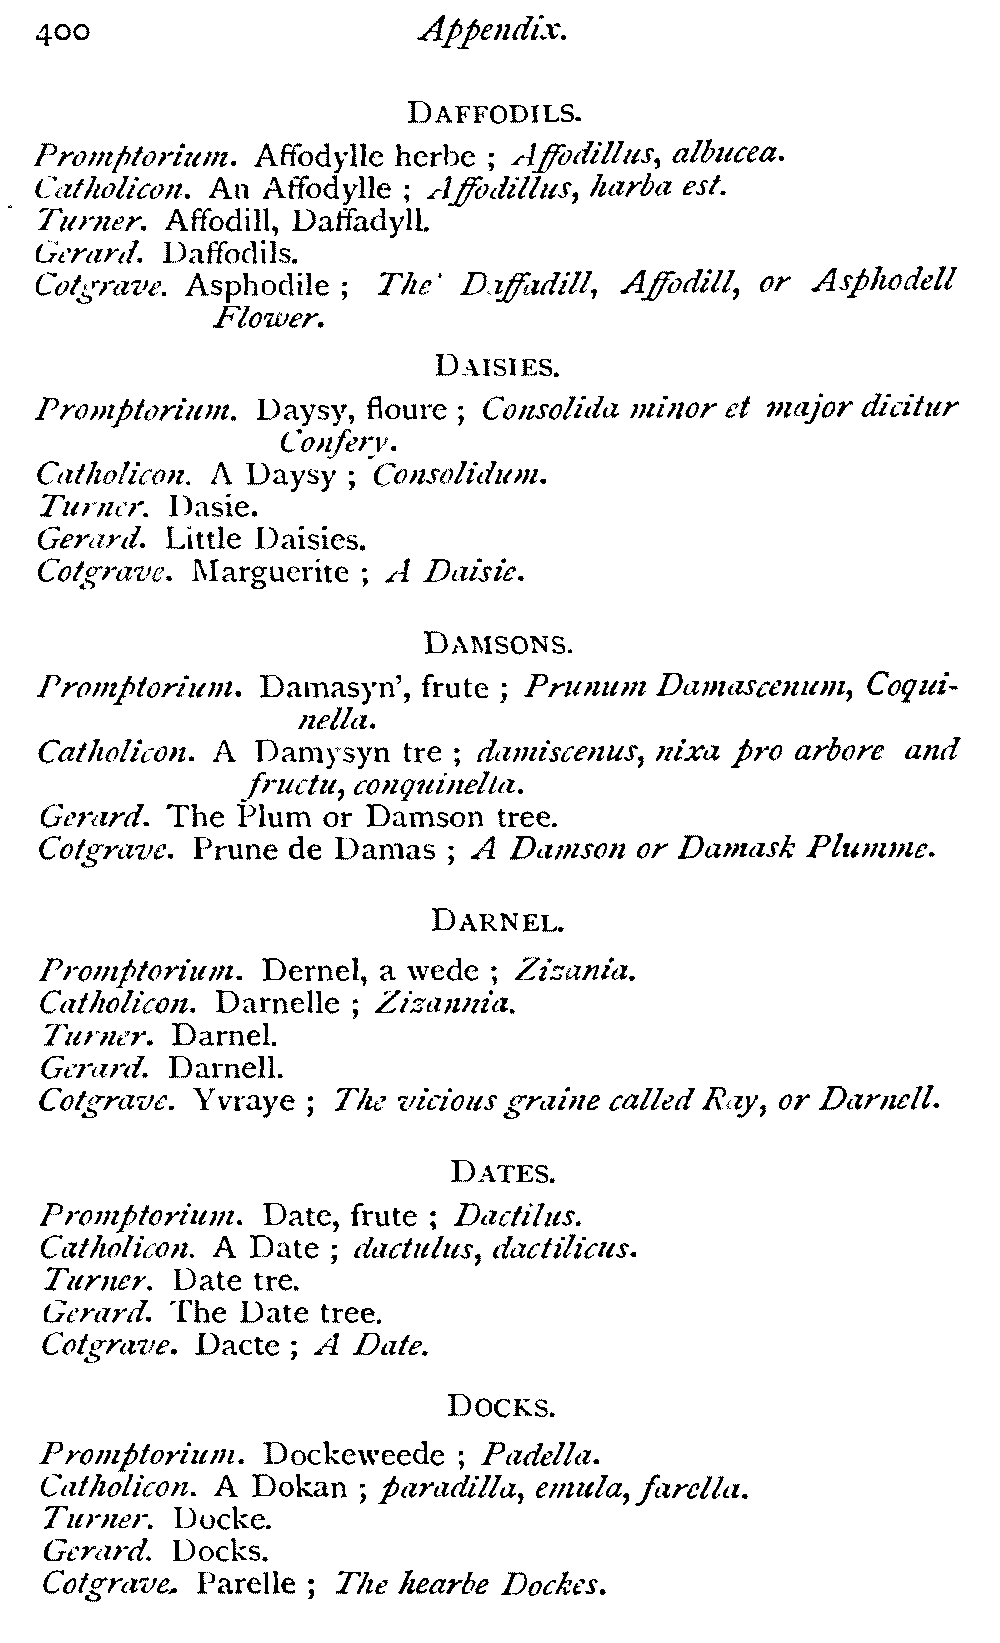 400 Appendix.
DAFFODILS.
Promptorium. Affodylle herbe ; Affodillus, albucea.
Catholicon. An Affodylle ; Affodillus, harba est.
Turner. Affodill, Daffadyll.
Gerard. Daffodils.
Cotgrave. Asphodile ; The Daffadill, Affodill, or Asphodell
Flower.
DAISIES.
Promptorium. Daysy, floure ; Consolida minor et major dicitur
Confery.
Catholicon. A Daysy ; Consolidum.
Turner. Dasie.
Gerard. Little Daisies.
Cotgrave. Marguerite ; A Daisie.
DAMSONS.
Promptorium. Damasyn', frute ; Prunum Damascenum, Coqui-
nella.
Catholicon. A Damysyn tre ; damiscenus, nixa pro arbore and
fructu, conquinella.
Gerard. The Plum or Damson tree.
Cotgrave. Prune de Damas ; A Damson or Damask Plumme.
DARNEL.
Promptorium. Dernel, a wede ; Zizania.
Catholicon. Darnelle ; Zizannia.
Turner. Darnel.
Gerard. Darnell.
Cotgrave. Yvraye ; The vicious graine called Ray, or Darnell.
DATES.
Promptorium. Date, frute ; Dactilus.
Catholicon. A Date ; dactulus, dactilicus.
Turner. Date tre.
Gerard. The Date tree.
Cotgrave. Dacte ; A Date.
DOCKS.
Promptorium. Dockeweede ; Padella.
Catholicon. A Dokan ; paradilla, emula, farella.
Turner. Docke.
Gerard. Docks.
Cotgrave. Parelle ; The hearbe Dockes.